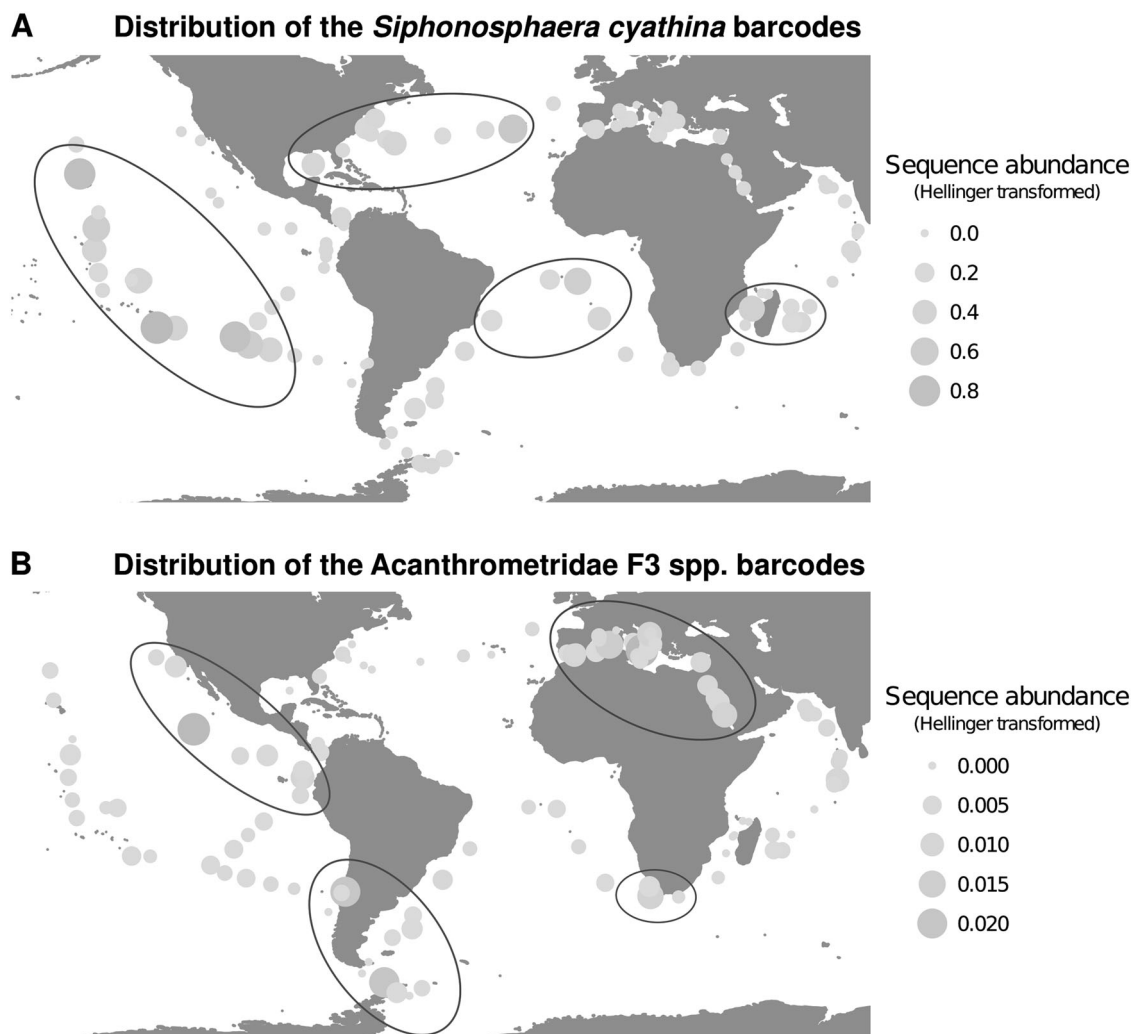 A Distribution of the Siphonosphaera cyathina barcodes
Sequence abundance
(Hellinger transformed)
0.0
0.2
0.4
0.6
0.8
B Distribution of the Acanthrometridae F3 spp. barcodes
Sequence abundance
(Hellinger transformed)
0.000
0.005
0.010
0.015
0.020